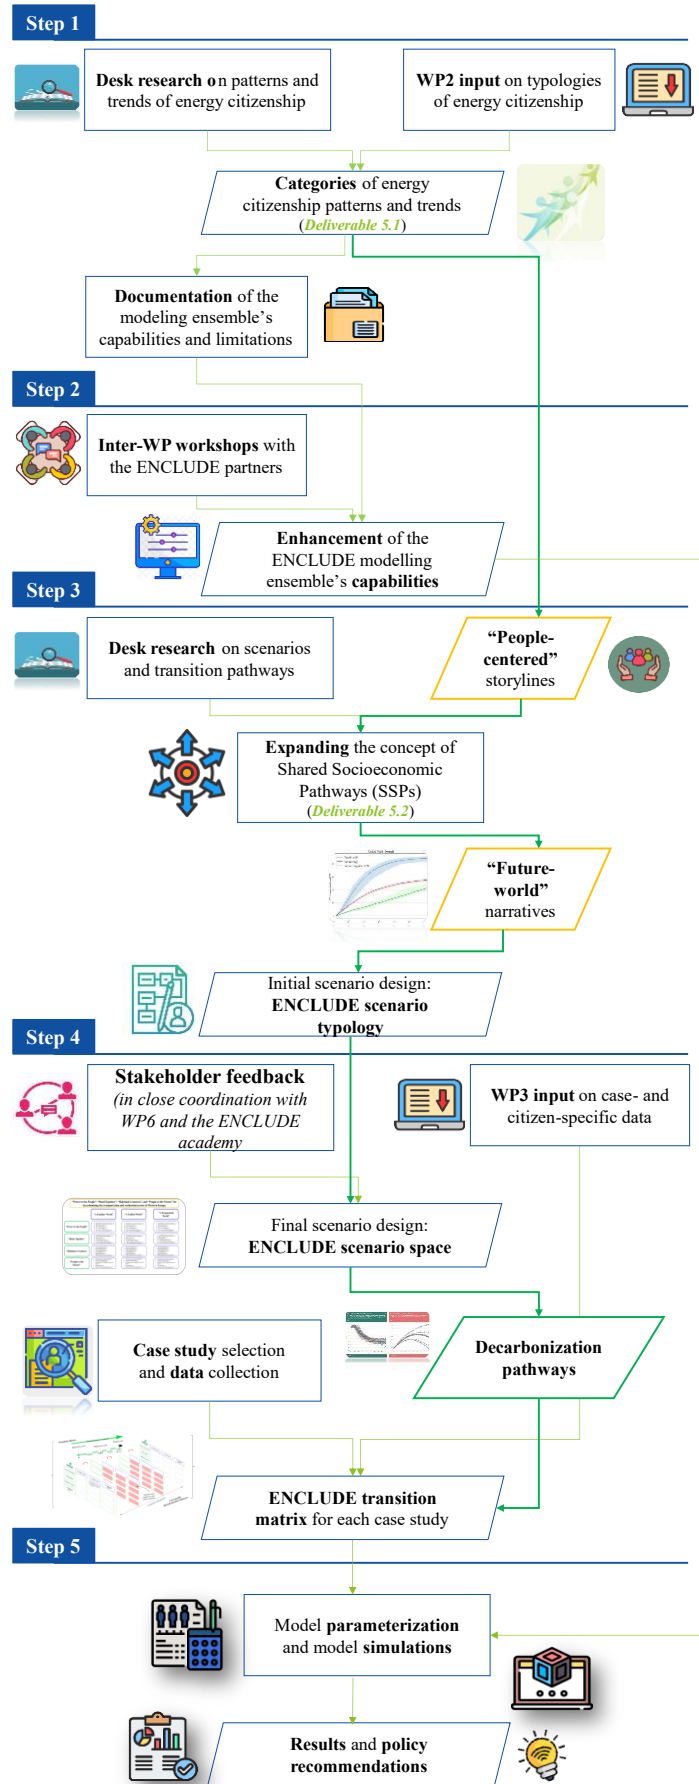 Step 1
Desk research on patterns and
trends of energy citizenship
WP2 input on typologies
of energy citizenship
Categories of energy
citizenship patterns and trends
(Deliverable 5.1)
Documentation of the
modeling ensemble's
capabilities and limitations
Step 2
Inter-WP workshops with
the ENCLUDE partners
Enhancement of the
ENCLUDE modelling
ensemble's capabilities
Step 3
Desk research on scenarios
and transition pathways
“People-
centered”
storylines
Expanding the concept of
Shared Socioeconomic
Pathways (SSPs)
(Deliverable 5.2)
“Future-
world”
narratives
Initial scenario design:
ENCLUDE scenario
typology
Step 4
Stakeholder feedback
(in close coordination with
WP6 and the ENCLUDE
academy
WP3 input on case- and
citizen-specific data
Final scenario design:
ENCLUDE scenario space
Case study selection
and data collection
Decarbonization
pathways
ENCLUDE transition
matrix for each case study
Step 5
Model parameterization
and model simulations
Results and policy
recommendations